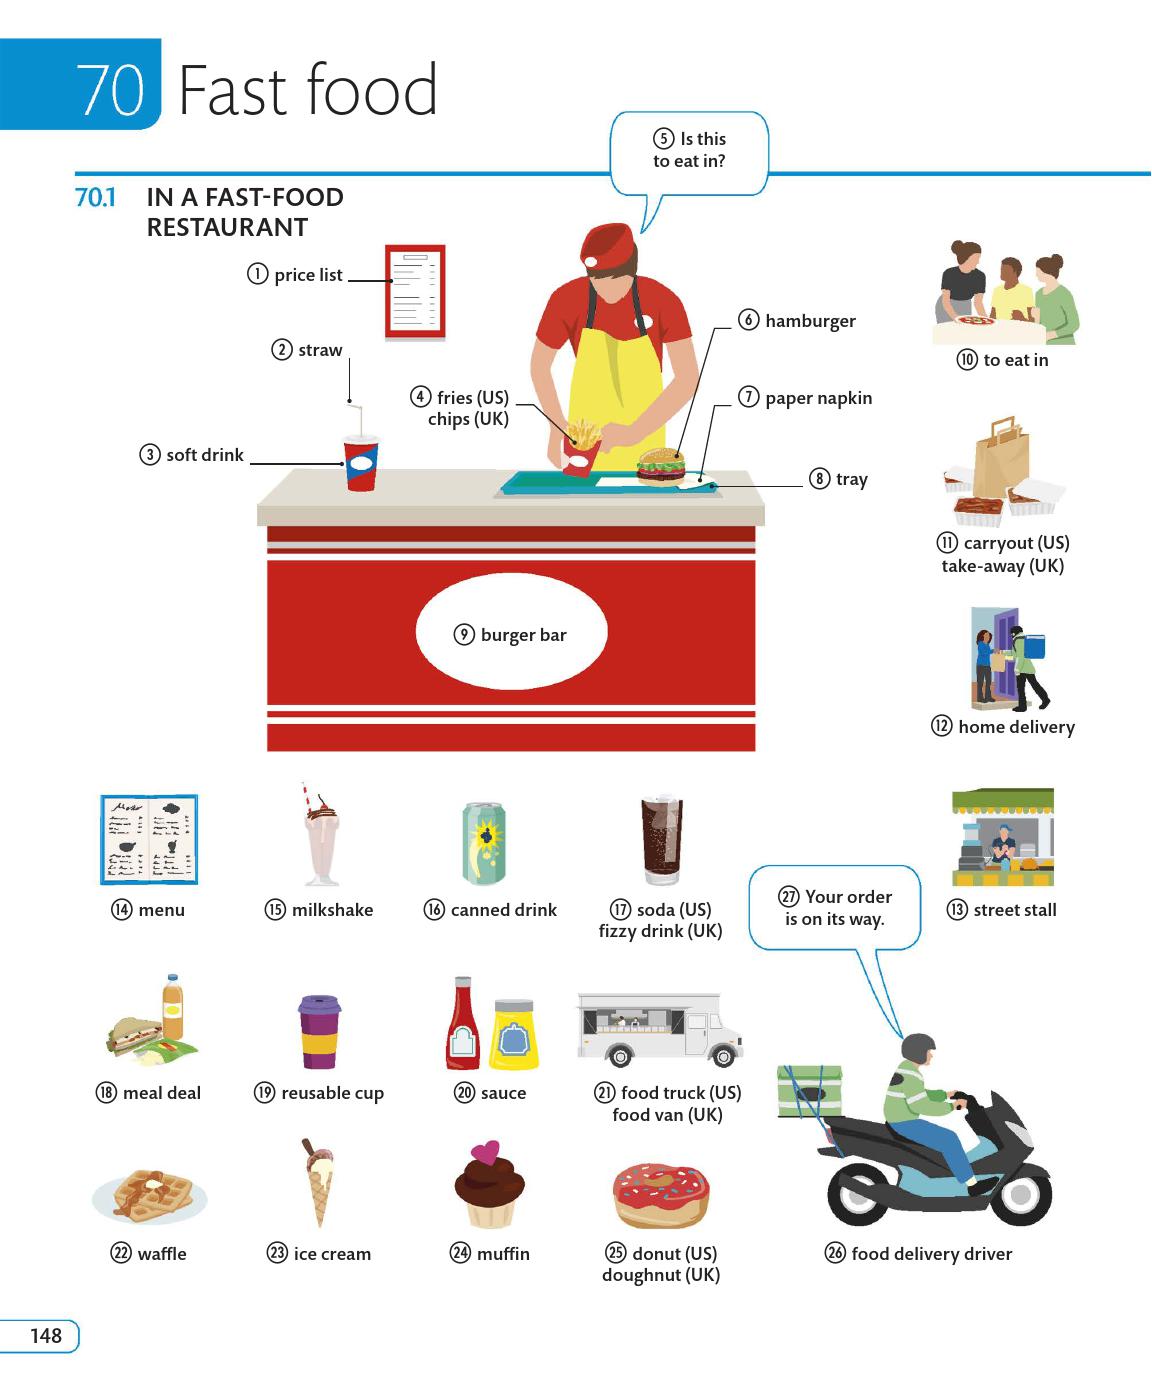 70 Fast food
70.1 IN A FAST-FOOD
RESTAURANT
1 price list
2 straw
3 soft drink
4 fries (US)
chips (UK)
5 Is this
to eat in?
6 hamburger
7 paper napkin
8 tray
9 burger bar
10 to eat in
11 carryout (US)
take-away (UK)
12 home delivery
13 street stall
14 menu
15 milkshake
16 canned drink
17 soda (US)
fizzy drink (UK)
18 meal deal
19 reusable cup
20 sauce
21 food truck (US)
food van (UK)
22 waffle
23 ice cream
24 muffin
25 donut (US)
doughnut (UK)
26 food delivery driver
27 Your order
is on its way.
148